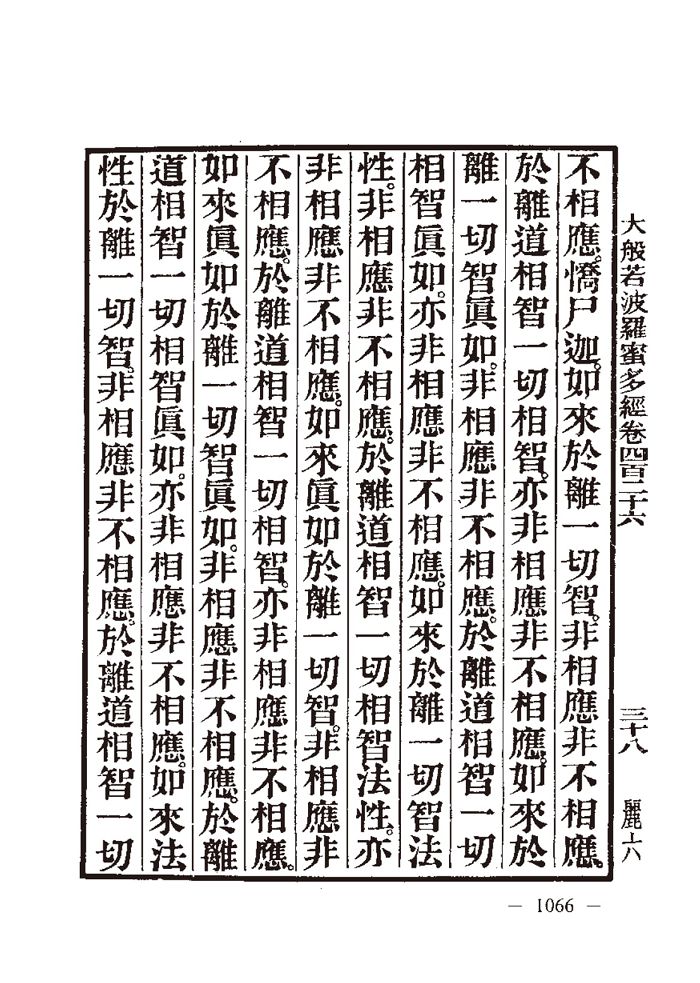 大般若波羅蜜多經卷四百二十六
三十八
麗十六
不相應。憍尸迦。如來於離一切智。非相應非不相應。
於離道相智一切相智。亦非相應非不相應。如來於
離一切智眞如。非相應非不相應。於離道相智一切
相智眞如。亦非相應非不相應。如來於離一切智法
性。非相應非不相應。於離道相智一切相智法性。亦
非相應非不相應。如來眞如於離一切智。非相應非
不相應。於離道相智一切相智。亦非相應非不相應。
如來眞如於離一切智眞如。非相應非不相應。於離
道相智一切相智眞如。亦非相應非不相應。如來法
性於離一切智。非相應非不相應。於離道相智一切
— 1066 —